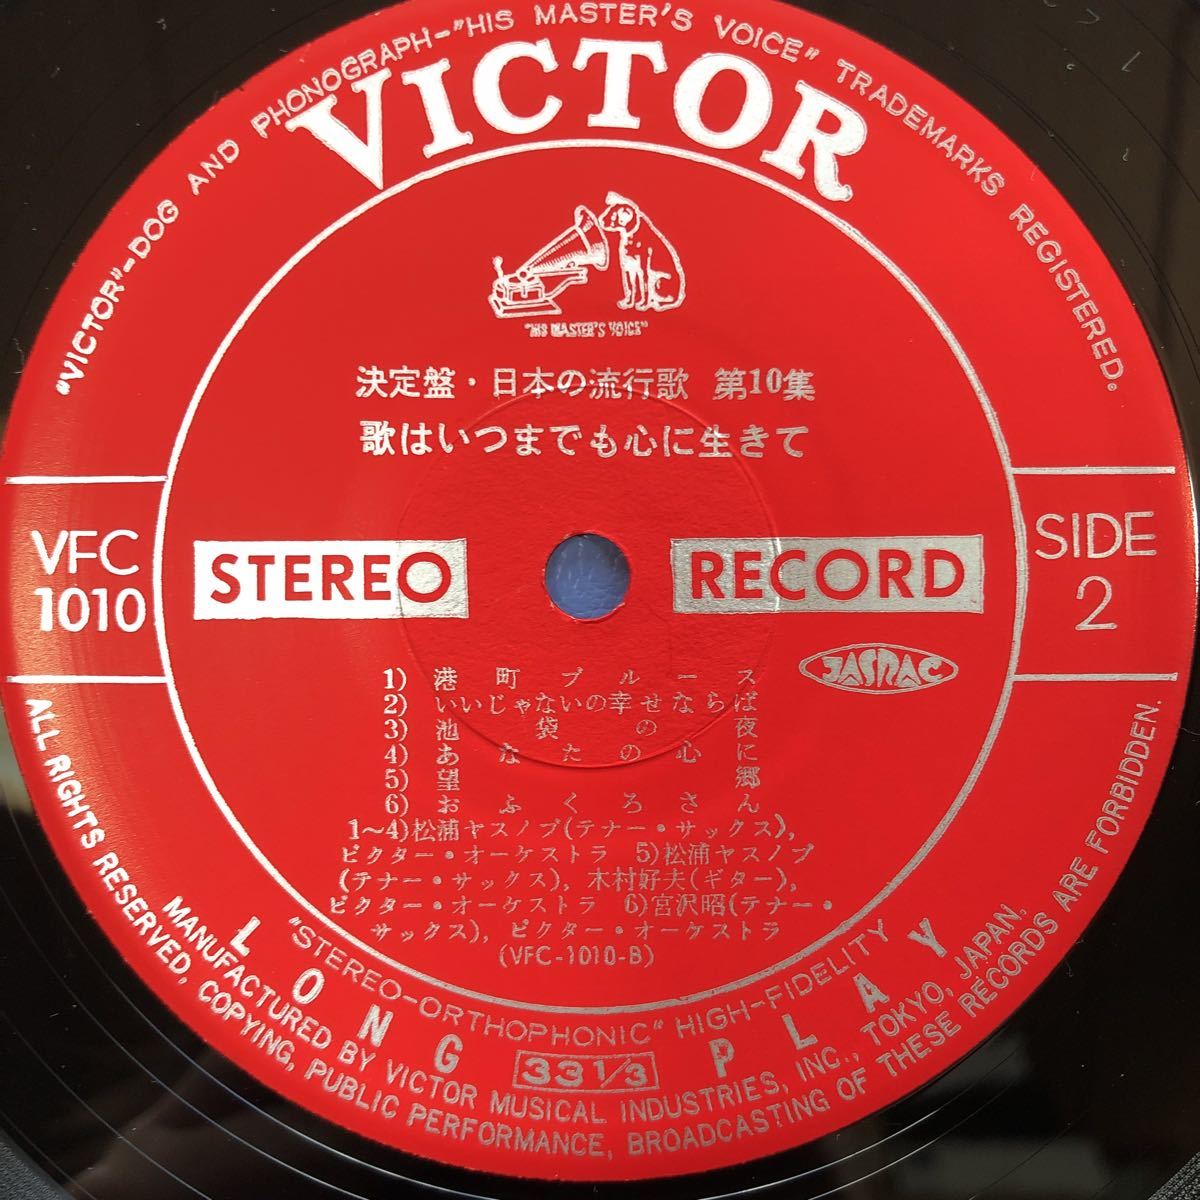 "VICTOR"-DOG AND PHONOGRAPH-"HIS MASTER'S VOICE" TRADEMARKS REGISTERED.
VICTOR
"HIS MASTER'S VOICE"
決定盤・日本の流行歌 第10集
歌はいつまでも心に生きて
VFC
1010
STEREO
RECORD
SIDE
2
JASRAC
1) 港町ブルース
2) いいじゃないの幸せならば
3) 池袋の夜
4) あなたの心に
5) 望郷
6) おふくろさん
1〜4)松浦ヤスノブ(テナー・サックス),
ビクター・オーケストラ 5)松浦ヤスノブ
(テナー・サックス), 木村好夫(ギター),
ビクター・オーケストラ 6)宮沢昭(テナー・
サックス), ビクター・オーケストラ
(VFC-1010-B)
"STEREO-ORTHOPHONIC" HIGH-FIDELITY
LONG 33 1/3 PLAY
MANUFACTURED BY VICTOR MUSICAL INDUSTRIES, INC., TOKYO, JAPAN.
ALL RIGHTS RESERVED, COPYING, PUBLIC PERFORMANCE, BROADCASTING OF THESE RECORDS ARE FORBIDDEN.